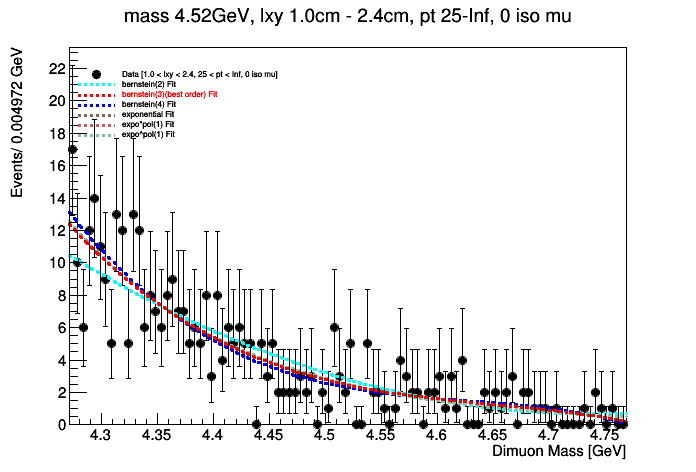 mass 4.52GeV, lxy 1.0cm - 2.4cm, pt 25-Inf, 0 iso mu
Events/ 0.004972 GeV
22
20
18
16
14
12
10
8
6
4
2
0
Data [1.0 < lxy < 2.4, 25 < pt < Inf, 0 iso mu]
bernstein(2) Fit
bernstein(3)(best order) Fit
bernstein(4) Fit
exponential Fit
expo*pol(1) Fit
expo^pol(1) Fit
4.3 4.35 4.4 4.45 4.5 4.55 4.6 4.65 4.7 4.75
Dimuon Mass [GeV]